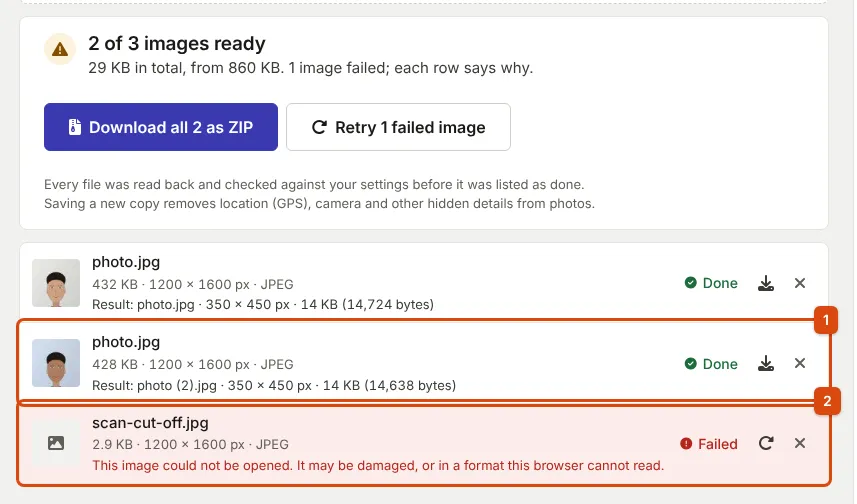 2 of 3 images ready
29 KB in total, from 860 KB. 1 image failed; each row says why.
Download all 2 as ZIP
Retry 1 failed image
Every file was read back and checked against your settings before it was listed as done.
Saving a new copy removes location (GPS), camera and other hidden details from photos.
photo.jpg
432 KB · 1200 × 1600 px · JPEG
Result: photo.jpg · 350 × 450 px · 14 KB (14,724 bytes)
Done
1
photo.jpg
428 KB · 1200 × 1600 px · JPEG
Result: photo (2).jpg · 350 × 450 px · 14 KB (14,638 bytes)
Done
2
scan-cut-off.jpg
2.9 KB · 1200 × 1600 px · JPEG
This image could not be opened. It may be damaged, or in a format this browser cannot read.
Failed